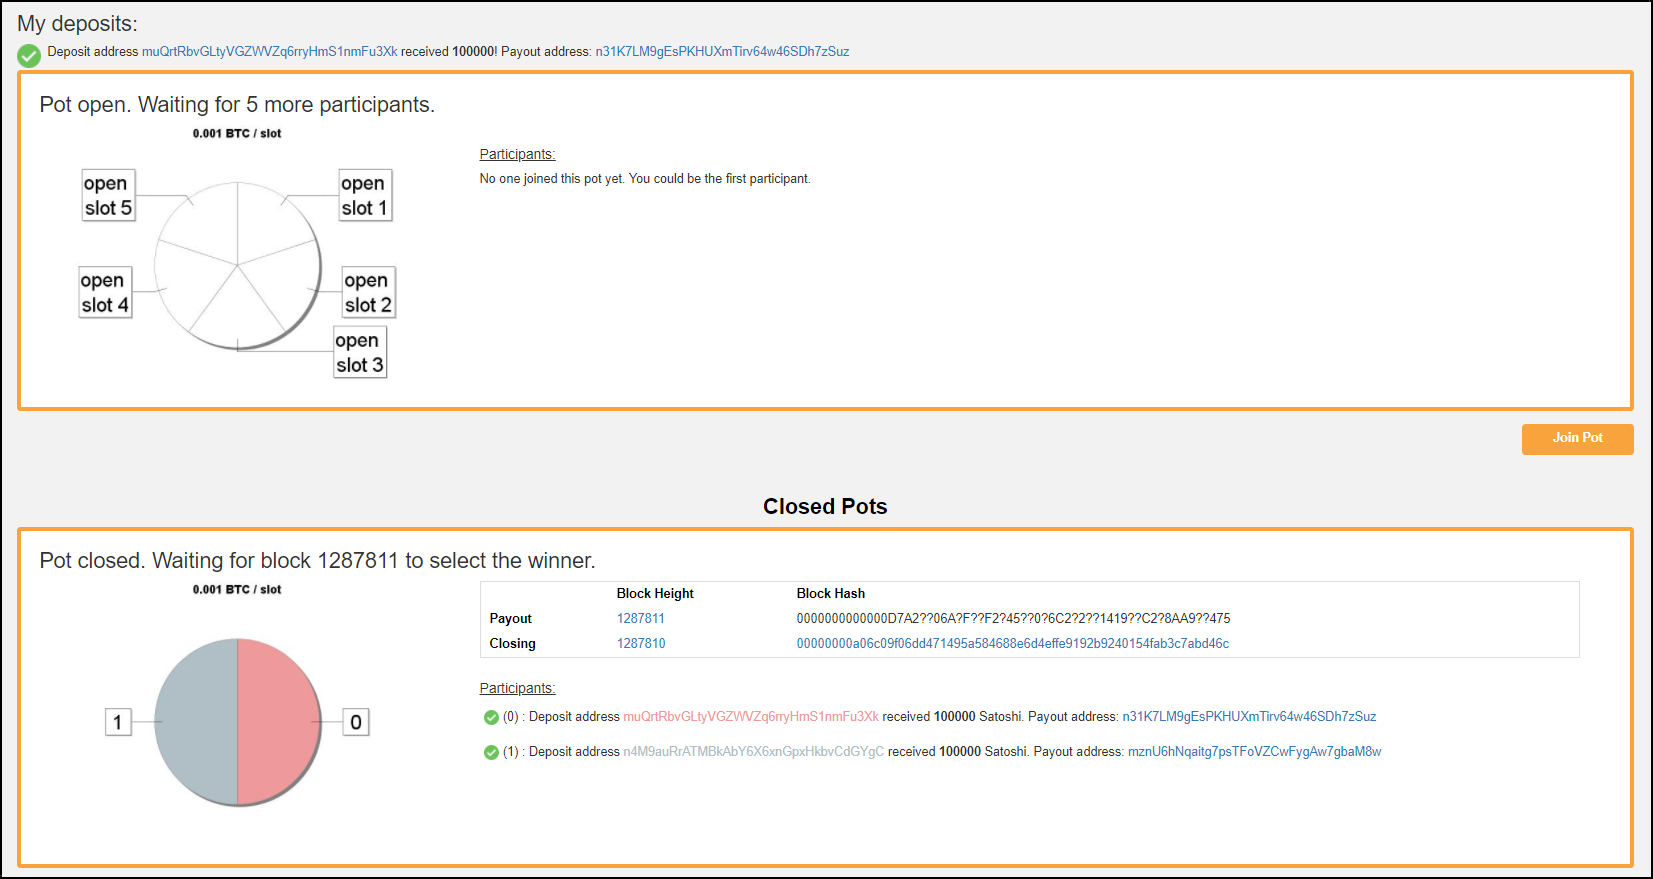 My deposits:
Deposit address muQrtRbvGLtyVGZWVZq6rryHmS1nmFu3Xk received 100000! Payout address: n31K7LM9gEsPKHUXmTirv64w46SDh7zSuz
Pot open. Waiting for 5 more participants.
0.001 BTC / slot
open
slot 5
open
slot 1
open
slot 4
open
slot 2
open
slot 3
Participants:
No one joined this pot yet. You could be the first participant.
Join Pot
Closed Pots
Pot closed. Waiting for block 1287811 to select the winner.
0.001 BTC / slot
1
0
Block Height Block Hash
Payout 1287811 0000000000000D7A2??06A?F??F2?45??0?6C2?2??1419??C2?8AA9??475
Closing 1287810 00000000a06c09f06dd471495a584688e6d4effe9192b9240154fab3c7abd46c
Participants:
(0) : Deposit address muQrtRbvGLtyVGZWVZq6rryHmS1nmFu3Xk received 100000 Satoshi. Payout address: n31K7LM9gEsPKHUXmTirv64w46SDh7zSuz
(1) : Deposit address n4M9auRrATMBkAbY6X6xnGpxHkbvCdGYgC received 100000 Satoshi. Payout address: mznU6hNqaitg7psTFoVZCwFygAw7gbaM8w